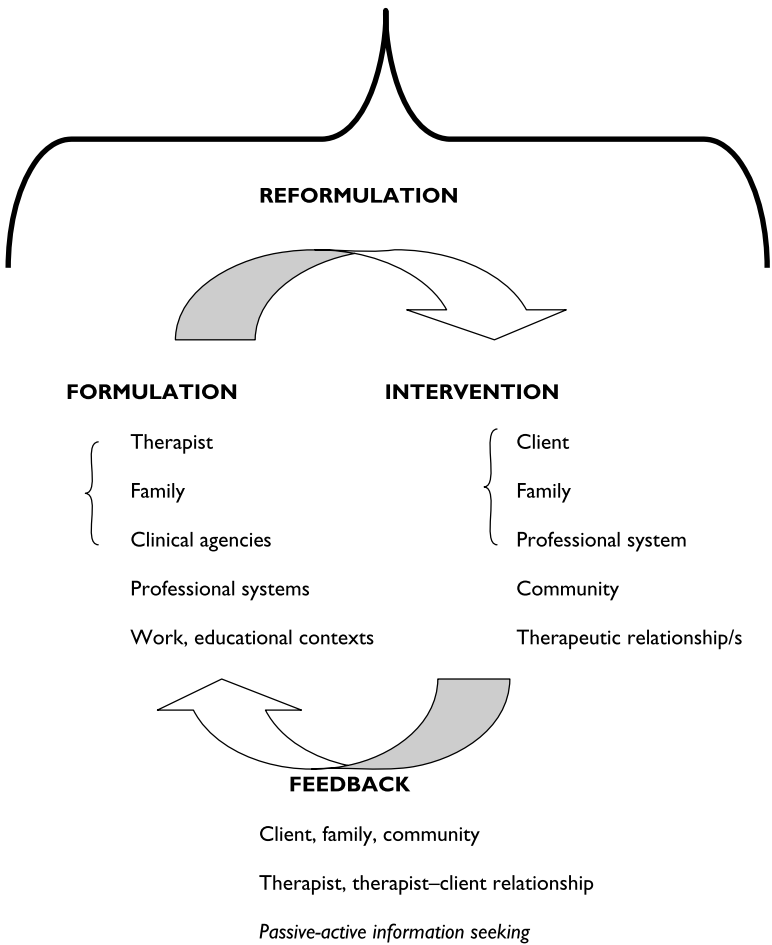 REFORMULATION
FORMULATION
Therapist
Family
Clinical agencies
Professional systems
Work, educational contexts
INTERVENTION
Client
Family
Professional system
Community
Therapeutic relationship/s
FEEDBACK
Client, family, community
Therapist, therapist–client relationship
Passive-active information seeking